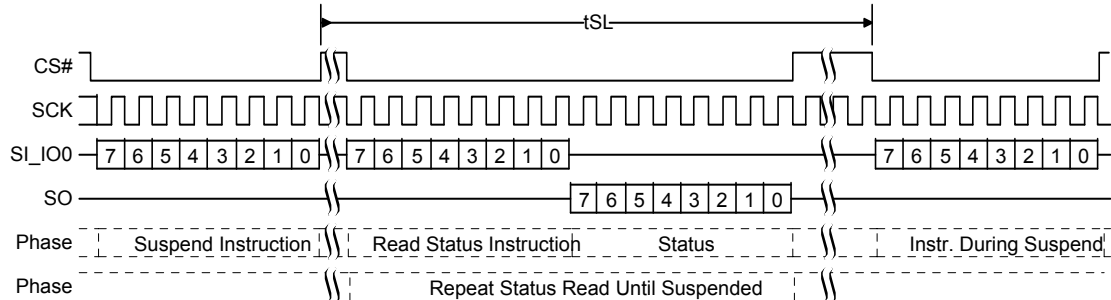 tSL
CS#
SCK
SI_IO0 7 6 5 4 3 2 1 0 7 6 5 4 3 2 1 0 7 6 5 4 3 2 1 0
SO 7 6 5 4 3 2 1 0
Phase Suspend Instruction Read Status Instruction Status Instr. During Suspend
Phase Repeat Status Read Until Suspended